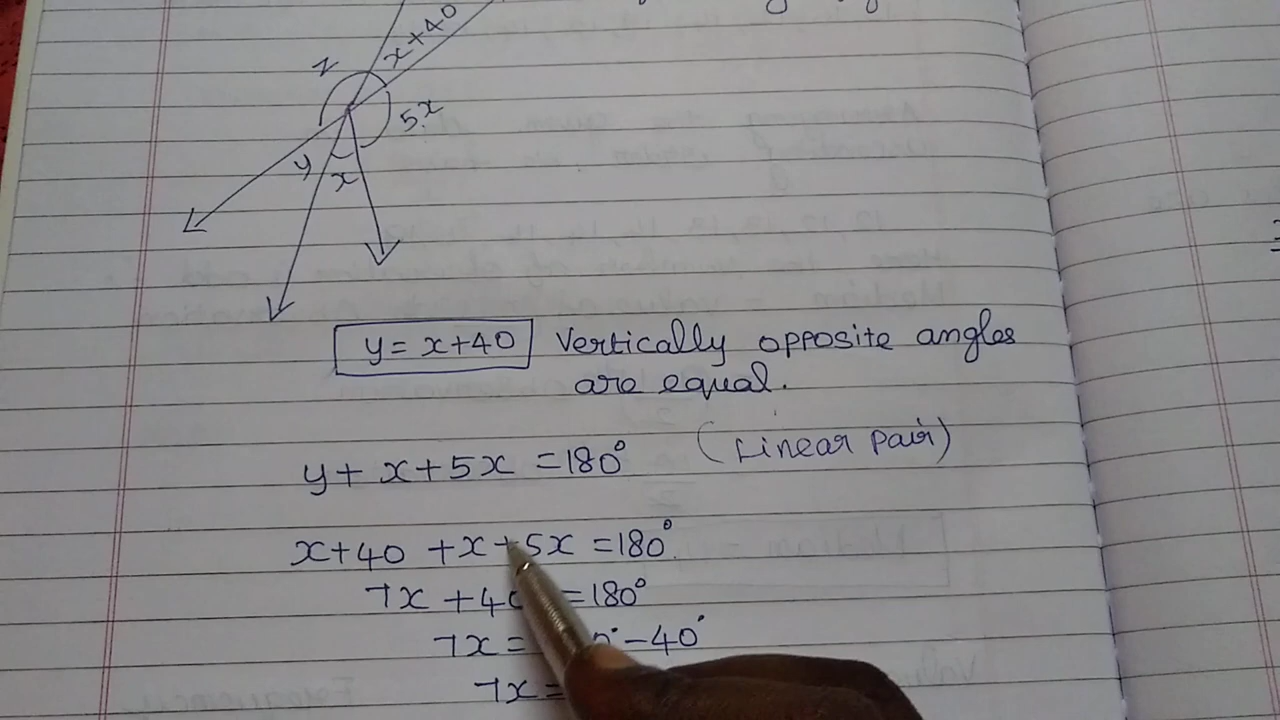 x+40
z
5x
y
x
y = x+40 Vertically opposite angles
are equal.
y + x + 5x = 180° (Linear pair)
x+40 + x+5x = 180°
7x + 40 = 180°
7x = – 40°
7x =